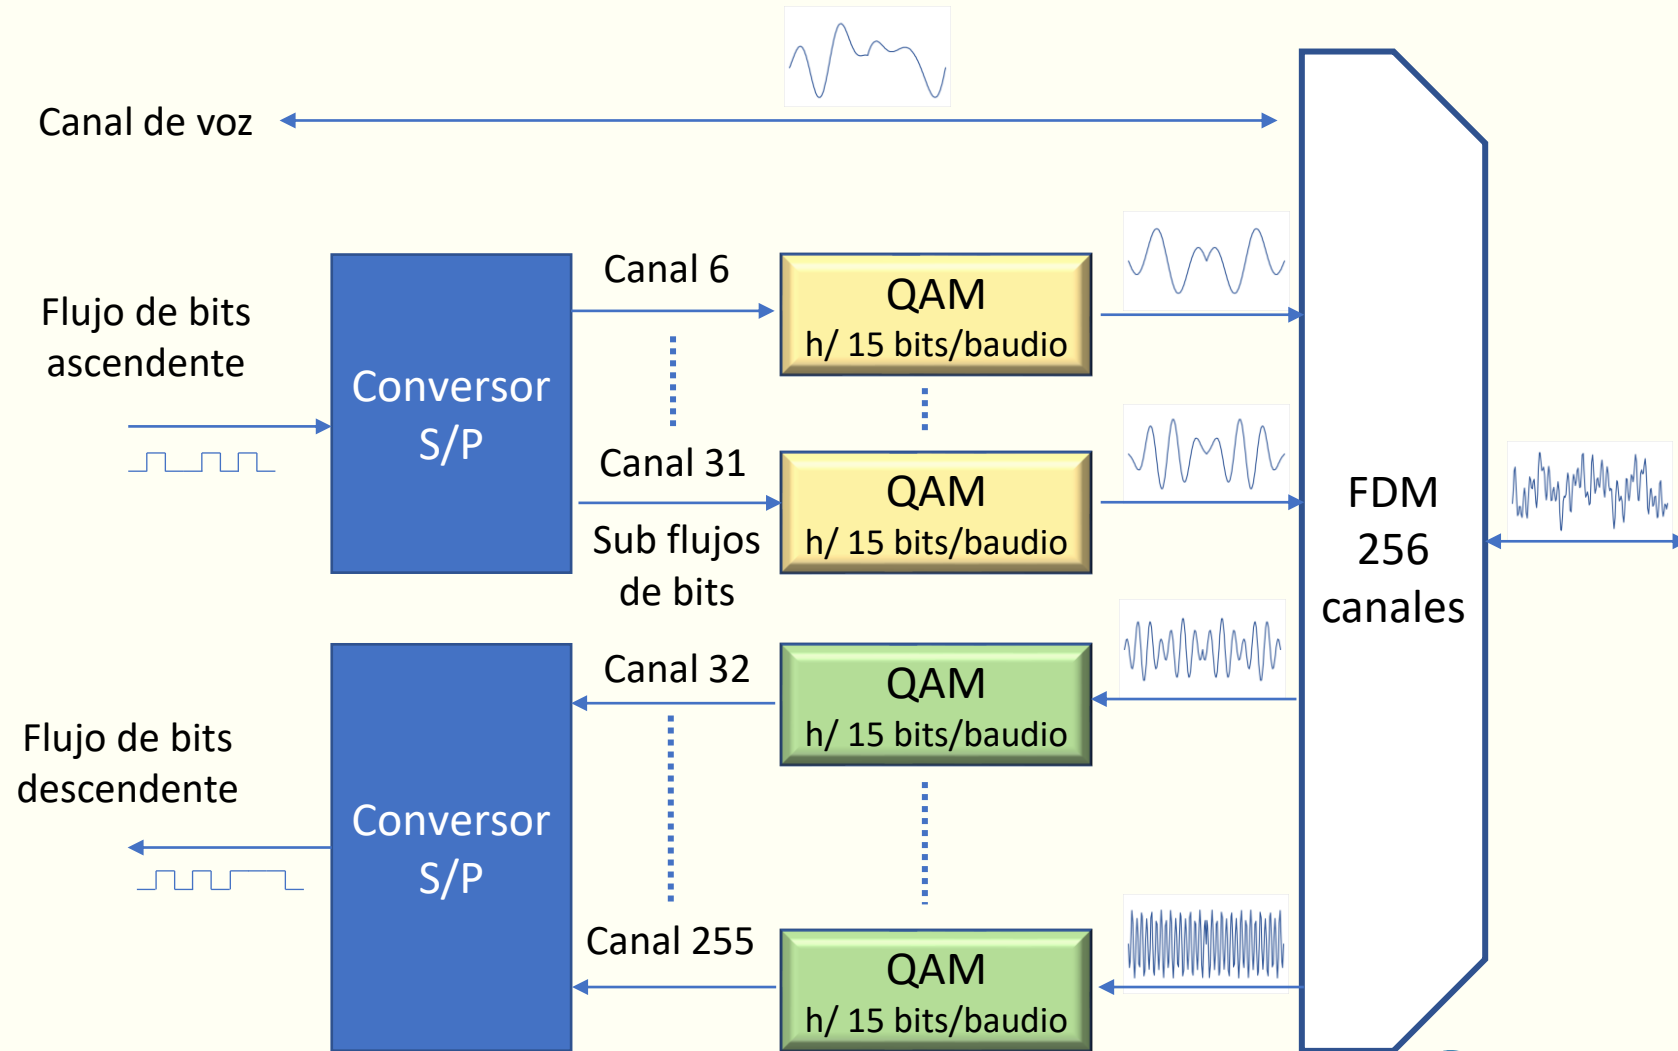 Canal de voz
Flujo de bits
ascendente
Conversor
S/P
Canal 6
Canal 31
Sub flujos
de bits
QAM
h/ 15 bits/baudio
QAM
h/ 15 bits/baudio
FDM
256
canales
Flujo de bits
descendente
Conversor
S/P
Canal 32
Canal 255
QAM
h/ 15 bits/baudio
QAM
h/ 15 bits/baudio